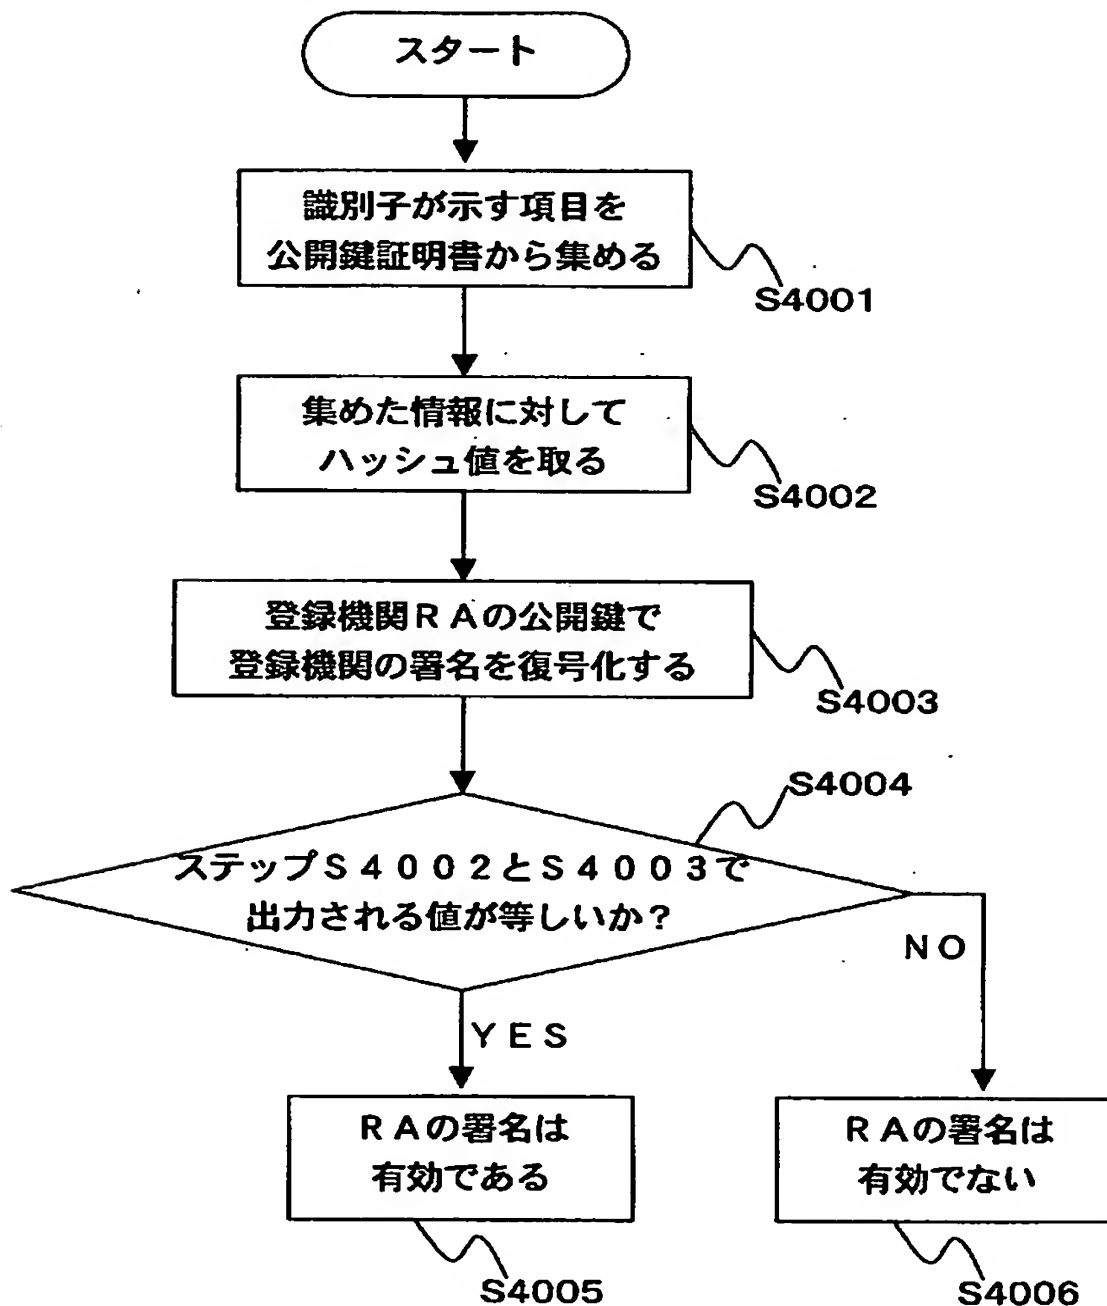 スタート
識別子が示す項目を
公開鍵証明書から集める
S4001
集めた情報に対して
ハッシュ値を取る
S4002
登録機関RAの公開鍵で
登録機関の署名を復号化する
S4003
S4004
ステップS4002とS4003で
出力される値が等しいか?
NO
YES
RAの署名は
有効である
S4005
RAの署名は
有効でない
S4006